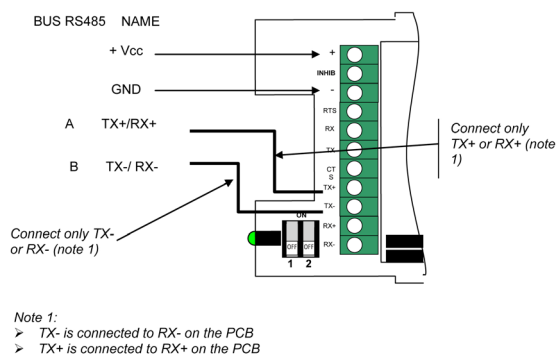 BUS RS485 NAME
+ Vcc
GND
A TX+/RX+
B TX-/ RX-
+
INHIB
-
RTS
RX
TX
CT
S
TX+
TX-
RX+
RX-
ON
OFF OFF
1 2
Connect only
TX+ or RX+ (note
1)
Connect only TX-
or RX- (note 1)
Note 1:
➢ TX- is connected to RX- on the PCB
➢ TX+ is connected to RX+ on the PCB